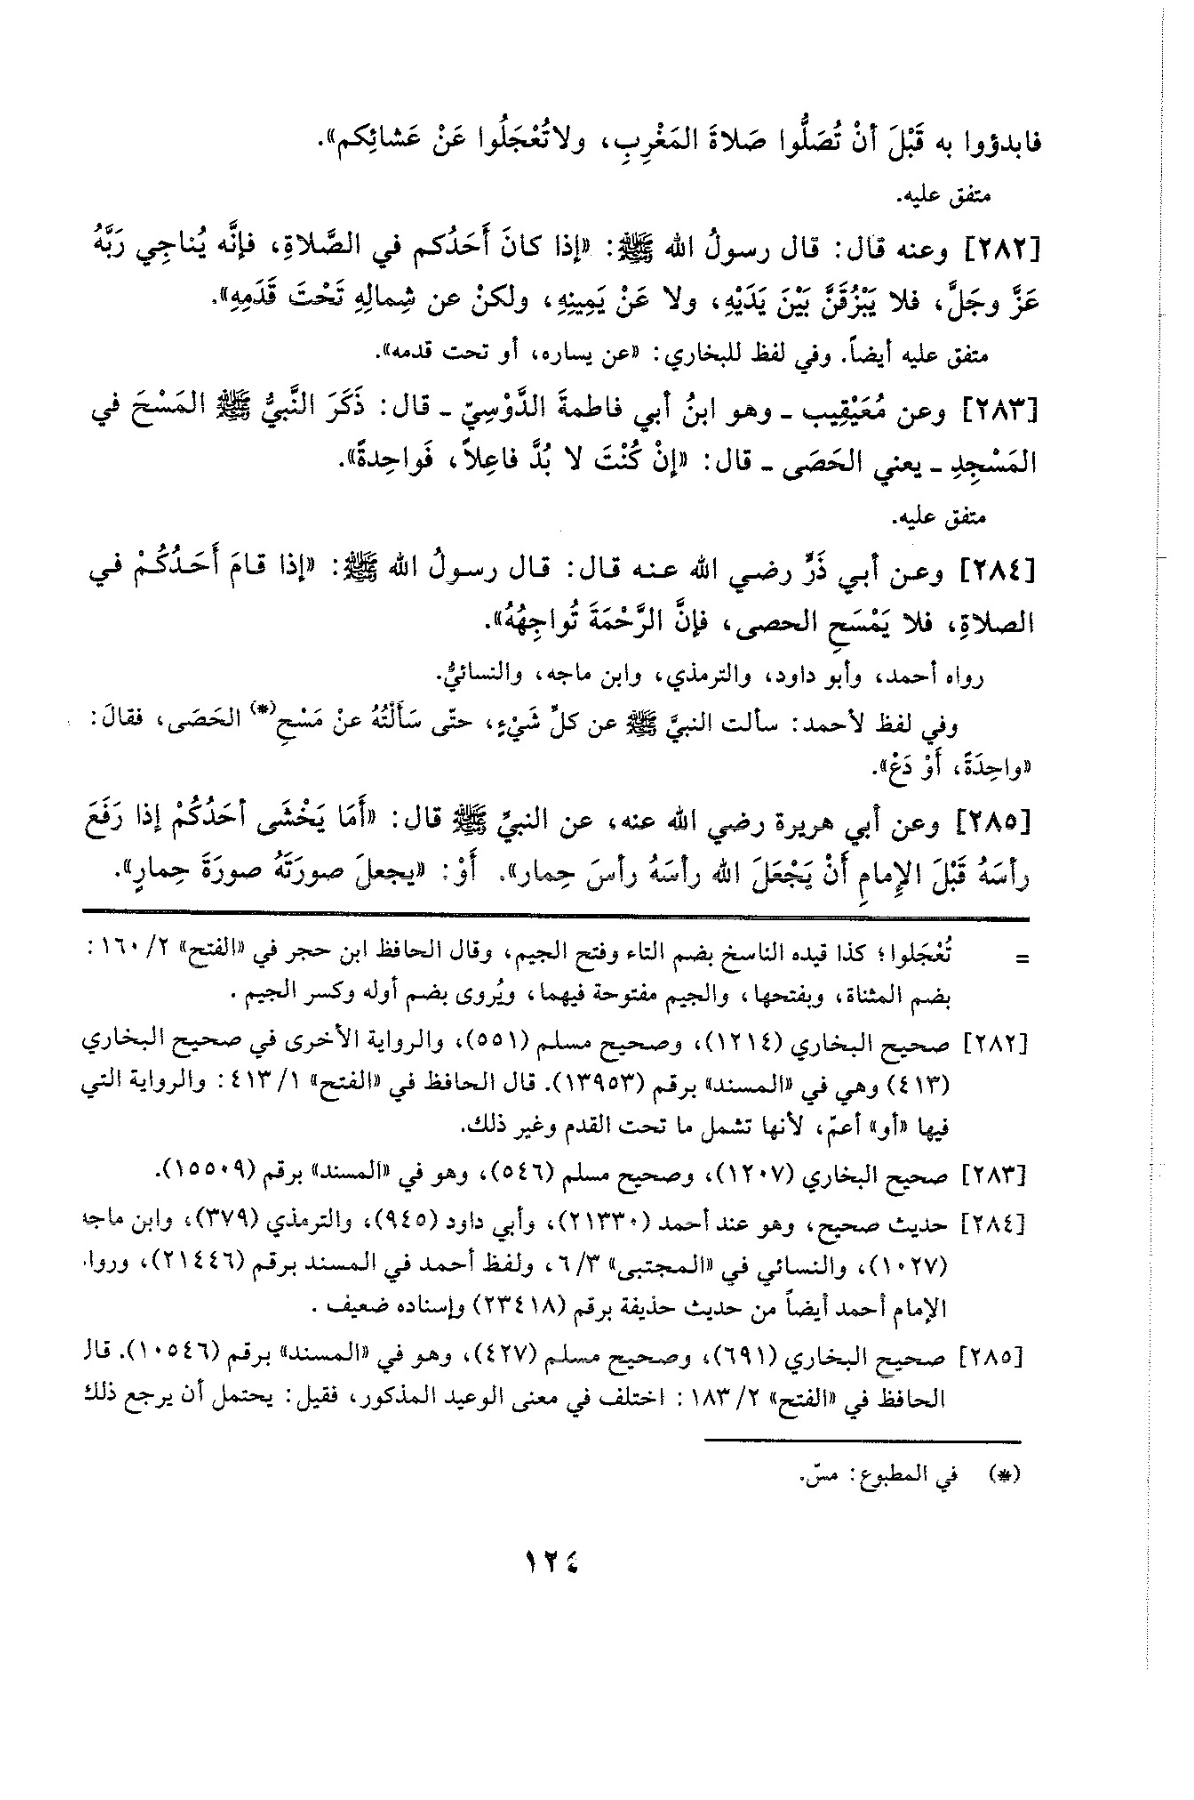 فابدؤوا به قَبْلَ أنْ تُصَلُّوا صَلاةَ المَغْرِبِ، ولاتُعْجَلُوا عَنْ عَشائِكم».
متفق عليه.
[٢٨٢] وعنه قال: قال رسولُ الله ﷺ: «إذا كانَ أَحَدُكم في الصَّلاةِ، فإنَّه يُناجِي رَبَّهُ
عَزَّ وجَلَّ، فلا يَبْزُقَنَّ بَيْنَ يَدَيْهِ، ولا عَنْ يَمِينِهِ، ولكنْ عن شِمالِهِ تَحْتَ قَدَمِهِ».
متفق عليه أيضاً. وفي لفظ للبخاري: «عن يساره، أو تحت قدمه».
[٢٨٣] وعن مُعَيْقِيب ـ وهو ابنُ أبي فاطمةَ الدَّوْسِيّ ـ قال: ذَكَرَ النَّبيُّ ﷺ المَسْحَ في
المَسْجِدِ ـ يعني الحَصَى ـ قال: «إنْ كُنْتَ لا بُدَّ فاعِلاً، فَواحِدةً».
متفق عليه.
[٢٨٤] وعن أبي ذَرٍّ رضي الله عنه قال: قال رسولُ الله ﷺ: «إذا قامَ أَحَدُكُمْ في
الصلاةِ، فلا يَمْسَحِ الحصى، فإنَّ الرَّحْمَةَ تُواجِهُهُ».
رواه أحمد، وأبو داود، والترمذي، وابن ماجه، والنسائيُّ.
وفي لفظ لأحمد: سألت النبيَّ ﷺ عن كلِّ شَيْءٍ، حتّى سَأَلْتُهُ عنْ مَسْحِ(*) الحَصَى، فقالَ:
«واحِدَةً، أَوْ دَعْ».
[٢٨٥] وعن أبي هريرة رضي الله عنه، عن النبيِّ ﷺ قال: «أَمَا يَخْشَى أحَدُكُمْ إذا رَفَعَ
رأسَهُ قَبْلَ الإِمامِ أَنْ يَجْعَلَ الله رأسَهُ رأسَ حِمار». أَوْ: «يجعلَ صورَتَهُ صورَةَ حِمارٍ».
= تُعْجَلوا؛ كذا قيده الناسخ بضم التاء وفتح الجيم، وقال الحافظ ابن حجر في «الفتح» ٢/ ١٦٠:
بضم المثناة، وبفتحها، والجيم مفتوحة فيهما، ويُروى بضم أوله وكسر الجيم.
[٢٨٢] صحيح البخاري (١٢١٤)، وصحيح مسلم (٥٥١)، والرواية الأخرى في صحيح البخاري
(٤١٣) وهي في «المسند» برقم (١٣٩٥٣). قال الحافظ في «الفتح» ١/ ٤١٣: والرواية التي
فيها «أو» أعمّ، لأنها تشمل ما تحت القدم وغير ذلك.
[٢٨٣] صحيح البخاري (١٢٠٧)، وصحيح مسلم (٥٤٦)، وهو في «المسند» برقم (١٥٥٠٩).
[٢٨٤] حديث صحيح، وهو عند أحمد (٢١٣٣٠)، وأبي داود (٩٤٥)، والترمذي (٣٧٩)، وابن ماجه
(١٠٢٧)، والنسائي في «المجتبى» ٣/ ٦، ولفظ أحمد في المسند برقم (٢١٤٤٦)، ورواه
الإمام أحمد أيضاً من حديث حذيفة برقم (٢٣٤١٨) وإسناده ضعيف.
[٢٨٥] صحيح البخاري (٦٩١)، وصحيح مسلم (٤٢٧)، وهو في «المسند» برقم (١٠٥٤٦). قال
الحافظ في «الفتح» ٢/ ١٨٣: اختلف في معنى الوعيد المذكور، فقيل: يحتمل أن يرجع ذلك
(*) في المطبوع: مسّ.
١٢٤